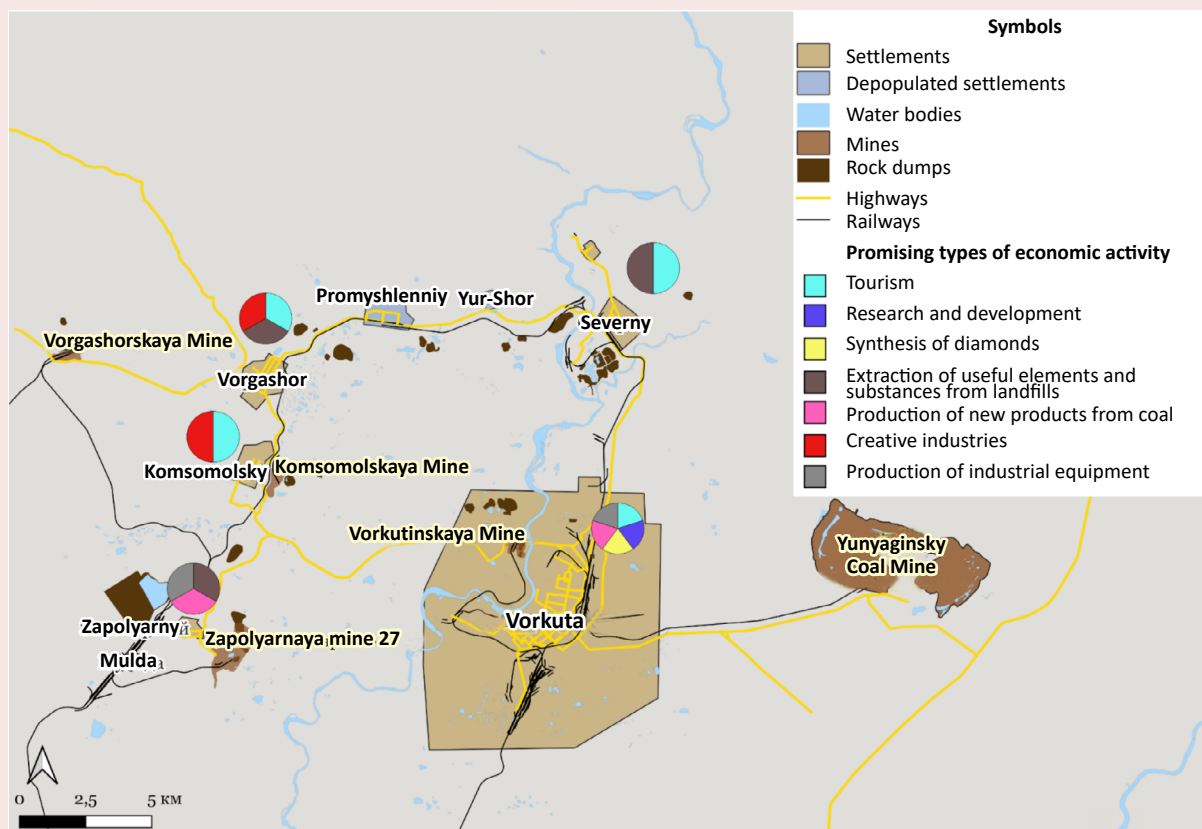 Symbols
Settlements
Depopulated settlements
Water bodies
Mines
Rock dumps
Highways
Railways
Promising types of economic activity
Tourism
Research and development
Synthesis of diamonds
Extraction of useful elements and
substances from landfills
Production of new products from coal
Creative industries
Production of industrial equipment
Promyshlenniy
Yur-Shor
Severny
Vorgashorskaya Mine
Vorgashor
Komsomolsky
Komsomolskaya Mine
Vorkutinskaya Mine
Yunyaginsky
Coal Mine
Vorkuta
Zapolyarnyй
Zapolyarnaya mine 27
Mulda
0 2,5 5 км